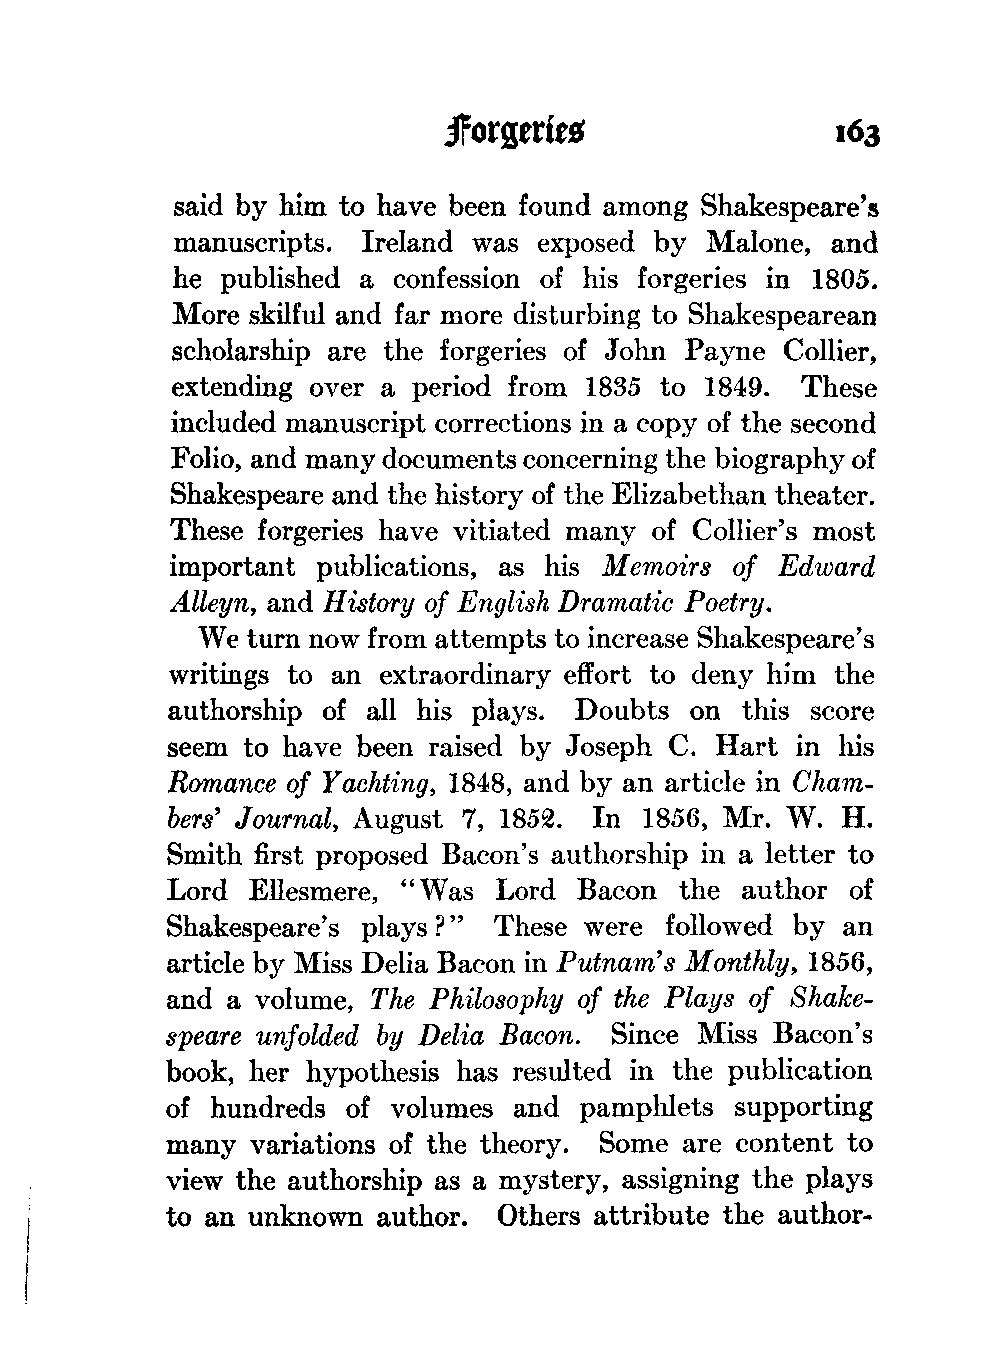 Forgeries 163
said by him to have been found among Shakespeare's
manuscripts. Ireland was exposed by Malone, and
he published a confession of his forgeries in 1805.
More skilful and far more disturbing to Shakespearean
scholarship are the forgeries of John Payne Collier,
extending over a period from 1835 to 1849. These
included manuscript corrections in a copy of the second
Folio, and many documents concerning the biography of
Shakespeare and the history of the Elizabethan theater.
These forgeries have vitiated many of Collier's most
important publications, as his Memoirs of Edward
Alleyn, and History of English Dramatic Poetry.
We turn now from attempts to increase Shakespeare's
writings to an extraordinary effort to deny him the
authorship of all his plays. Doubts on this score
seem to have been raised by Joseph C. Hart in his
Romance of Yachting, 1848, and by an article in Cham-
bers' Journal, August 7, 1852. In 1856, Mr. W. H.
Smith first proposed Bacon's authorship in a letter to
Lord Ellesmere, "Was Lord Bacon the author of
Shakespeare's plays?" These were followed by an
article by Miss Delia Bacon in Putnam's Monthly, 1856,
and a volume, The Philosophy of the Plays of Shake-
speare unfolded by Delia Bacon. Since Miss Bacon's
book, her hypothesis has resulted in the publication
of hundreds of volumes and pamphlets supporting
many variations of the theory. Some are content to
view the authorship as a mystery, assigning the plays
to an unknown author. Others attribute the author-